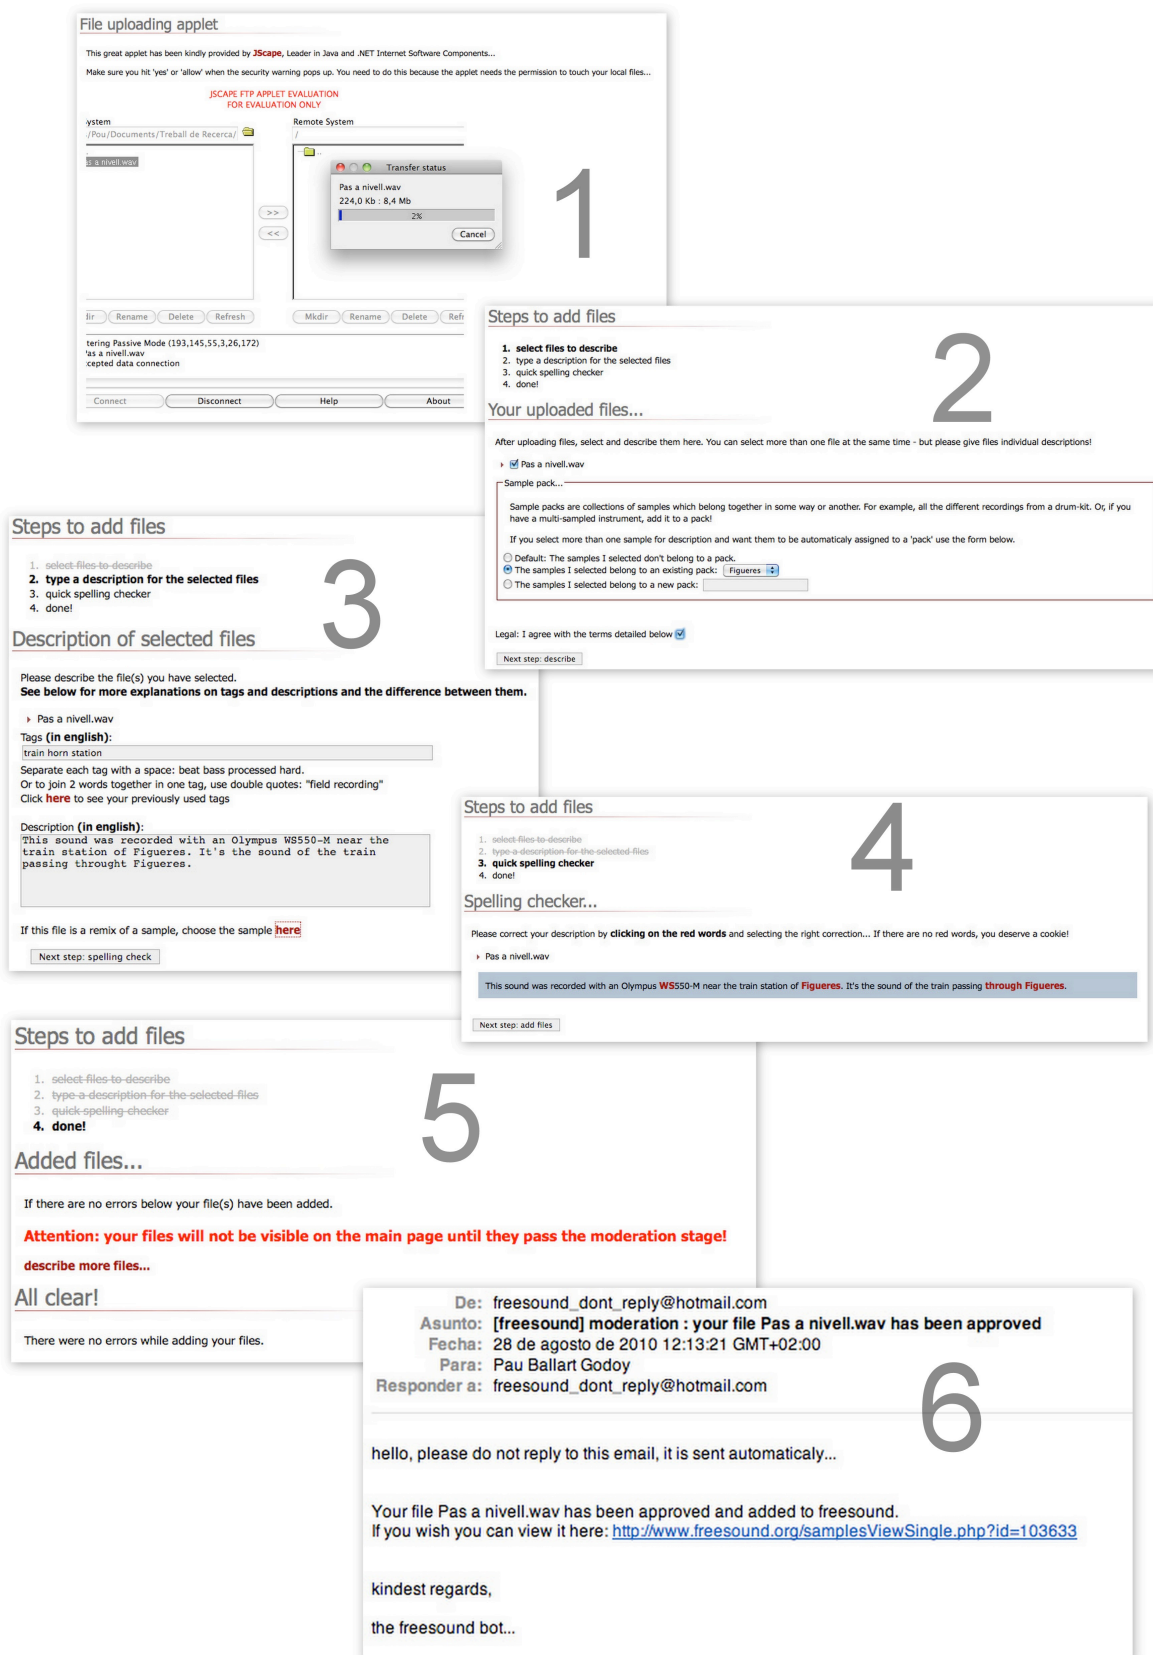 File uploading applet
This great applet has been kindly provided by JScape, Leader in Java and .NET Internet Software Components...
Make sure you hit 'yes' or 'allow' when the security warning pops up. You need to do this because the applet needs the permission to touch your local files...
JSCAPE FTP APPLET EVALUATION
FOR EVALUATION ONLY
ystem
/Pou/Documents/Treball de Recerca/
as a nivell.wav
>>
<<
Remote System
/
..
Transfer status
Pas a nivell.wav
224,0 Kb : 8,4 Mb
2%
Cancel
1
dir Rename Delete Refresh
Mkdir Rename Delete Refr
tering Passive Mode (193,145,55,3,26,172)
'as a nivell.wav
cepted data connection
Connect Disconnect Help About
Steps to add files
1. select files to describe
2. type a description for the selected files
3. quick spelling checker
4. done!
2
Your uploaded files...
After uploading files, select and describe them here. You can select more than one file at the same time - but please give files individual descriptions!
Pas a nivell.wav
Sample pack...
Sample packs are collections of samples which belong together in some way or another. For example, all the different recordings from a drum-kit. Or, if you
have a multi-sampled instrument, add it to a pack!
If you select more than one sample for description and want them to be automaticaly assigned to a 'pack' use the form below.
Default: The samples I selected don't belong to a pack.
The samples I selected belong to an existing pack: Figueres
The samples I selected belong to a new pack:
Legal: I agree with the terms detailed below
Next step: describe
Steps to add files
1. select files to describe
2. type a description for the selected files
3. quick spelling checker
4. done!
3
Description of selected files
Please describe the file(s) you have selected.
See below for more explanations on tags and descriptions and the difference between them.
Pas a nivell.wav
Tags (in english):
train horn station
Separate each tag with a space: beat bass processed hard.
Or to join 2 words together in one tag, use double quotes: "field recording"
Click here to see your previously used tags
Description (in english):
This sound was recorded with an Olympus WS550-M near the
train station of Figueres. It's the sound of the train
passing throught Figueres.
If this file is a remix of a sample, choose the sample here
Next step: spelling check
Steps to add files
1. select files to describe
2. type a description for the selected files
3. quick spelling checker
4. done!
4
Spelling checker...
Please correct your description by clicking on the red words and selecting the right correction... If there are no red words, you deserve a cookie!
Pas a nivell.wav
This sound was recorded with an Olympus WS550-M near the train station of Figueres. It's the sound of the train passing through Figueres.
Next step: add files
Steps to add files
1. select files to describe
2. type a description for the selected files
3. quick spelling checker
4. done!
5
Added files...
If there are no errors below your file(s) have been added.
Attention: your files will not be visible on the main page until they pass the moderation stage!
describe more files...
All clear!
There were no errors while adding your files.
De: freesound_dont_reply@hotmail.com
Asunto: [freesound] moderation : your file Pas a nivell.wav has been approved
Fecha: 28 de agosto de 2010 12:13:21 GMT+02:00
Para: Pau Ballart Godoy
Responder a: freesound_dont_reply@hotmail.com
6
hello, please do not reply to this email, it is sent automaticaly...
Your file Pas a nivell.wav has been approved and added to freesound.
If you wish you can view it here: http://www.freesound.org/samplesViewSingle.php?id=103633
kindest regards,
the freesound bot...